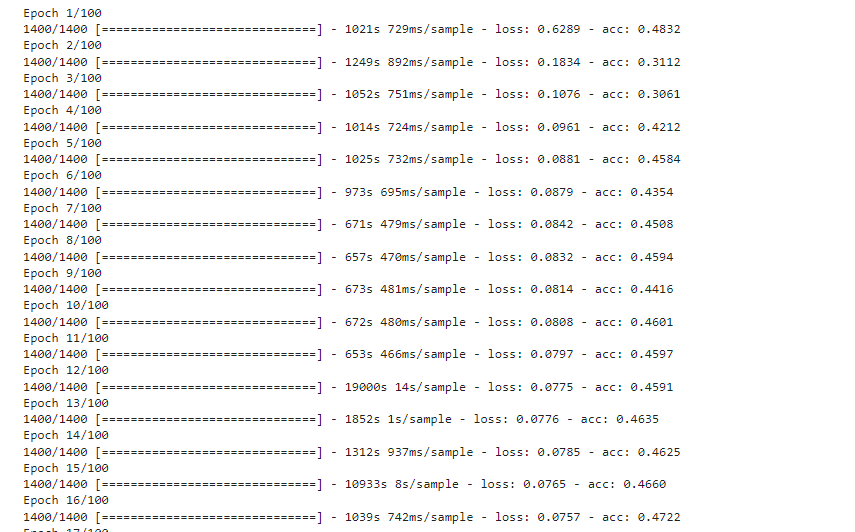 Epoch 1/100
1400/1400 [==============================] - 1021s 729ms/sample - loss: 0.6289 - acc: 0.4832
Epoch 2/100
1400/1400 [==============================] - 1249s 892ms/sample - loss: 0.1834 - acc: 0.3112
Epoch 3/100
1400/1400 [==============================] - 1052s 751ms/sample - loss: 0.1076 - acc: 0.3061
Epoch 4/100
1400/1400 [==============================] - 1014s 724ms/sample - loss: 0.0961 - acc: 0.4212
Epoch 5/100
1400/1400 [==============================] - 1025s 732ms/sample - loss: 0.0881 - acc: 0.4584
Epoch 6/100
1400/1400 [==============================] - 973s 695ms/sample - loss: 0.0879 - acc: 0.4354
Epoch 7/100
1400/1400 [==============================] - 671s 479ms/sample - loss: 0.0842 - acc: 0.4508
Epoch 8/100
1400/1400 [==============================] - 657s 470ms/sample - loss: 0.0832 - acc: 0.4594
Epoch 9/100
1400/1400 [==============================] - 673s 481ms/sample - loss: 0.0814 - acc: 0.4416
Epoch 10/100
1400/1400 [==============================] - 672s 480ms/sample - loss: 0.0808 - acc: 0.4601
Epoch 11/100
1400/1400 [==============================] - 653s 466ms/sample - loss: 0.0797 - acc: 0.4597
Epoch 12/100
1400/1400 [==============================] - 19000s 14s/sample - loss: 0.0775 - acc: 0.4591
Epoch 13/100
1400/1400 [==============================] - 1852s 1s/sample - loss: 0.0776 - acc: 0.4635
Epoch 14/100
1400/1400 [==============================] - 1312s 937ms/sample - loss: 0.0785 - acc: 0.4625
Epoch 15/100
1400/1400 [==============================] - 10933s 8s/sample - loss: 0.0765 - acc: 0.4660
Epoch 16/100
1400/1400 [==============================] - 1039s 742ms/sample - loss: 0.0757 - acc: 0.4722
Epoch 17/100